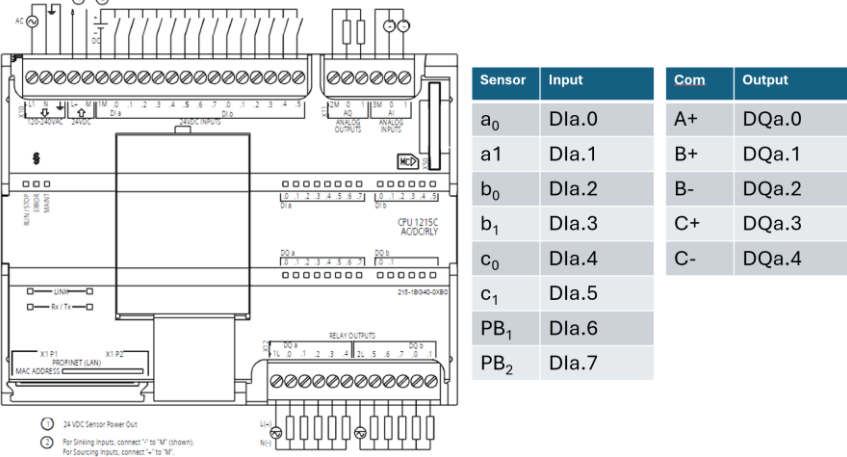 AC
DC
L1 N L+ M 1M .0 .1 .2 .3 .4 .5 .6 .7 .0 .1 .2 .3 .4 .5
2M 0 1 3M 0 1
X10
120-240VAC 24VDC
DI a DI b
24VDC INPUTS
X11
AQ AI
ANALOG OUTPUTS
ANALOG INPUTS
X50
MC
RUN / STOP
ERROR
MAINT
.0 .1 .2 .3 .4 .5 .6 .7 .0 .1 .2 .3 .4 .5
DI a DI b
CPU 1215C
AC/DC/RLY
DQ a DQ b
.0 .1 .2 .3 .4 .5 .6 .7 .0 .1
LINK
Rx / Tx
215-1BG40-0XB0
RELAY OUTPUTS
X12
DQ a DQ b
1L .0 .1 .2 .3 .4 2L .5 .6 .7 .0 .1
X1 P1 X1 P2
PROFINET (LAN)
MAC ADDRESS
L(+)
N(-)
1 24 VDC Sensor Power Out
2 For Sinking Inputs, connect "-" to "M" (shown).
For Sourcing Inputs, connect "+" to "M".
Sensor Input
a0 DIa.0
a1 DIa.1
b0 DIa.2
b1 DIa.3
c0 DIa.4
c1 DIa.5
PB1 DIa.6
PB2 DIa.7
Com Output
A+ DQa.0
B+ DQa.1
B- DQa.2
C+ DQa.3
C- DQa.4